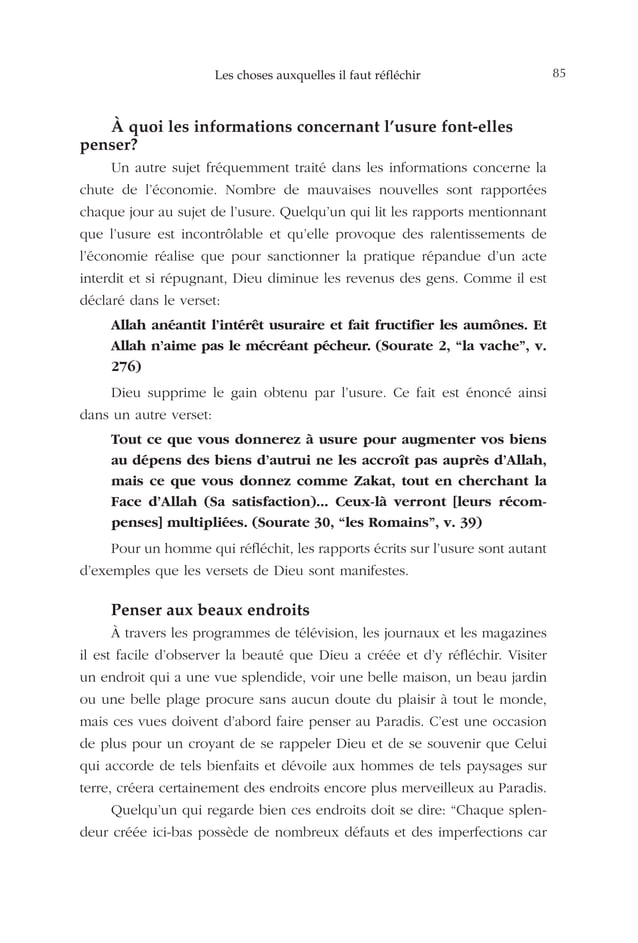 Les choses auxquelles il faut réfléchir 85
À quoi les informations concernant l’usure font-elles
penser?
Un autre sujet fréquemment traité dans les informations concerne la
chute de l’économie. Nombre de mauvaises nouvelles sont rapportées
chaque jour au sujet de l’usure. Quelqu’un qui lit les rapports mentionnant
que l’usure est incontrôlable et qu’elle provoque des ralentissements de
l’économie réalise que pour sanctionner la pratique répandue d’un acte
interdit et si répugnant, Dieu diminue les revenus des gens. Comme il est
déclaré dans le verset:
Allah anéantit l’intérêt usuraire et fait fructifier les aumônes. Et
Allah n’aime pas le mécréant pécheur. (Sourate 2, “la vache”, v.
276)
Dieu supprime le gain obtenu par l’usure. Ce fait est énoncé ainsi
dans un autre verset:
Tout ce que vous donnerez à usure pour augmenter vos biens
au dépens des biens d’autrui ne les accroît pas auprès d’Allah,
mais ce que vous donnez comme Zakat, tout en cherchant la
Face d’Allah (Sa satisfaction)... Ceux-là verront [leurs récom-
penses] multipliées. (Sourate 30, “les Romains”, v. 39)
Pour un homme qui réfléchit, les rapports écrits sur l’usure sont autant
d’exemples que les versets de Dieu sont manifestes.
Penser aux beaux endroits
À travers les programmes de télévision, les journaux et les magazines
il est facile d’observer la beauté que Dieu a créée et d’y réfléchir. Visiter
un endroit qui a une vue splendide, voir une belle maison, un beau jardin
ou une belle plage procure sans aucun doute du plaisir à tout le monde,
mais ces vues doivent d’abord faire penser au Paradis. C’est une occasion
de plus pour un croyant de se rappeler Dieu et de se souvenir que Celui
qui accorde de tels bienfaits et dévoile aux hommes de tels paysages sur
terre, créera certainement des endroits encore plus merveilleux au Paradis.
Quelqu’un qui regarde bien ces endroits doit se dire: “Chaque splen-
deur créée ici-bas possède de nombreux défauts et des imperfections car